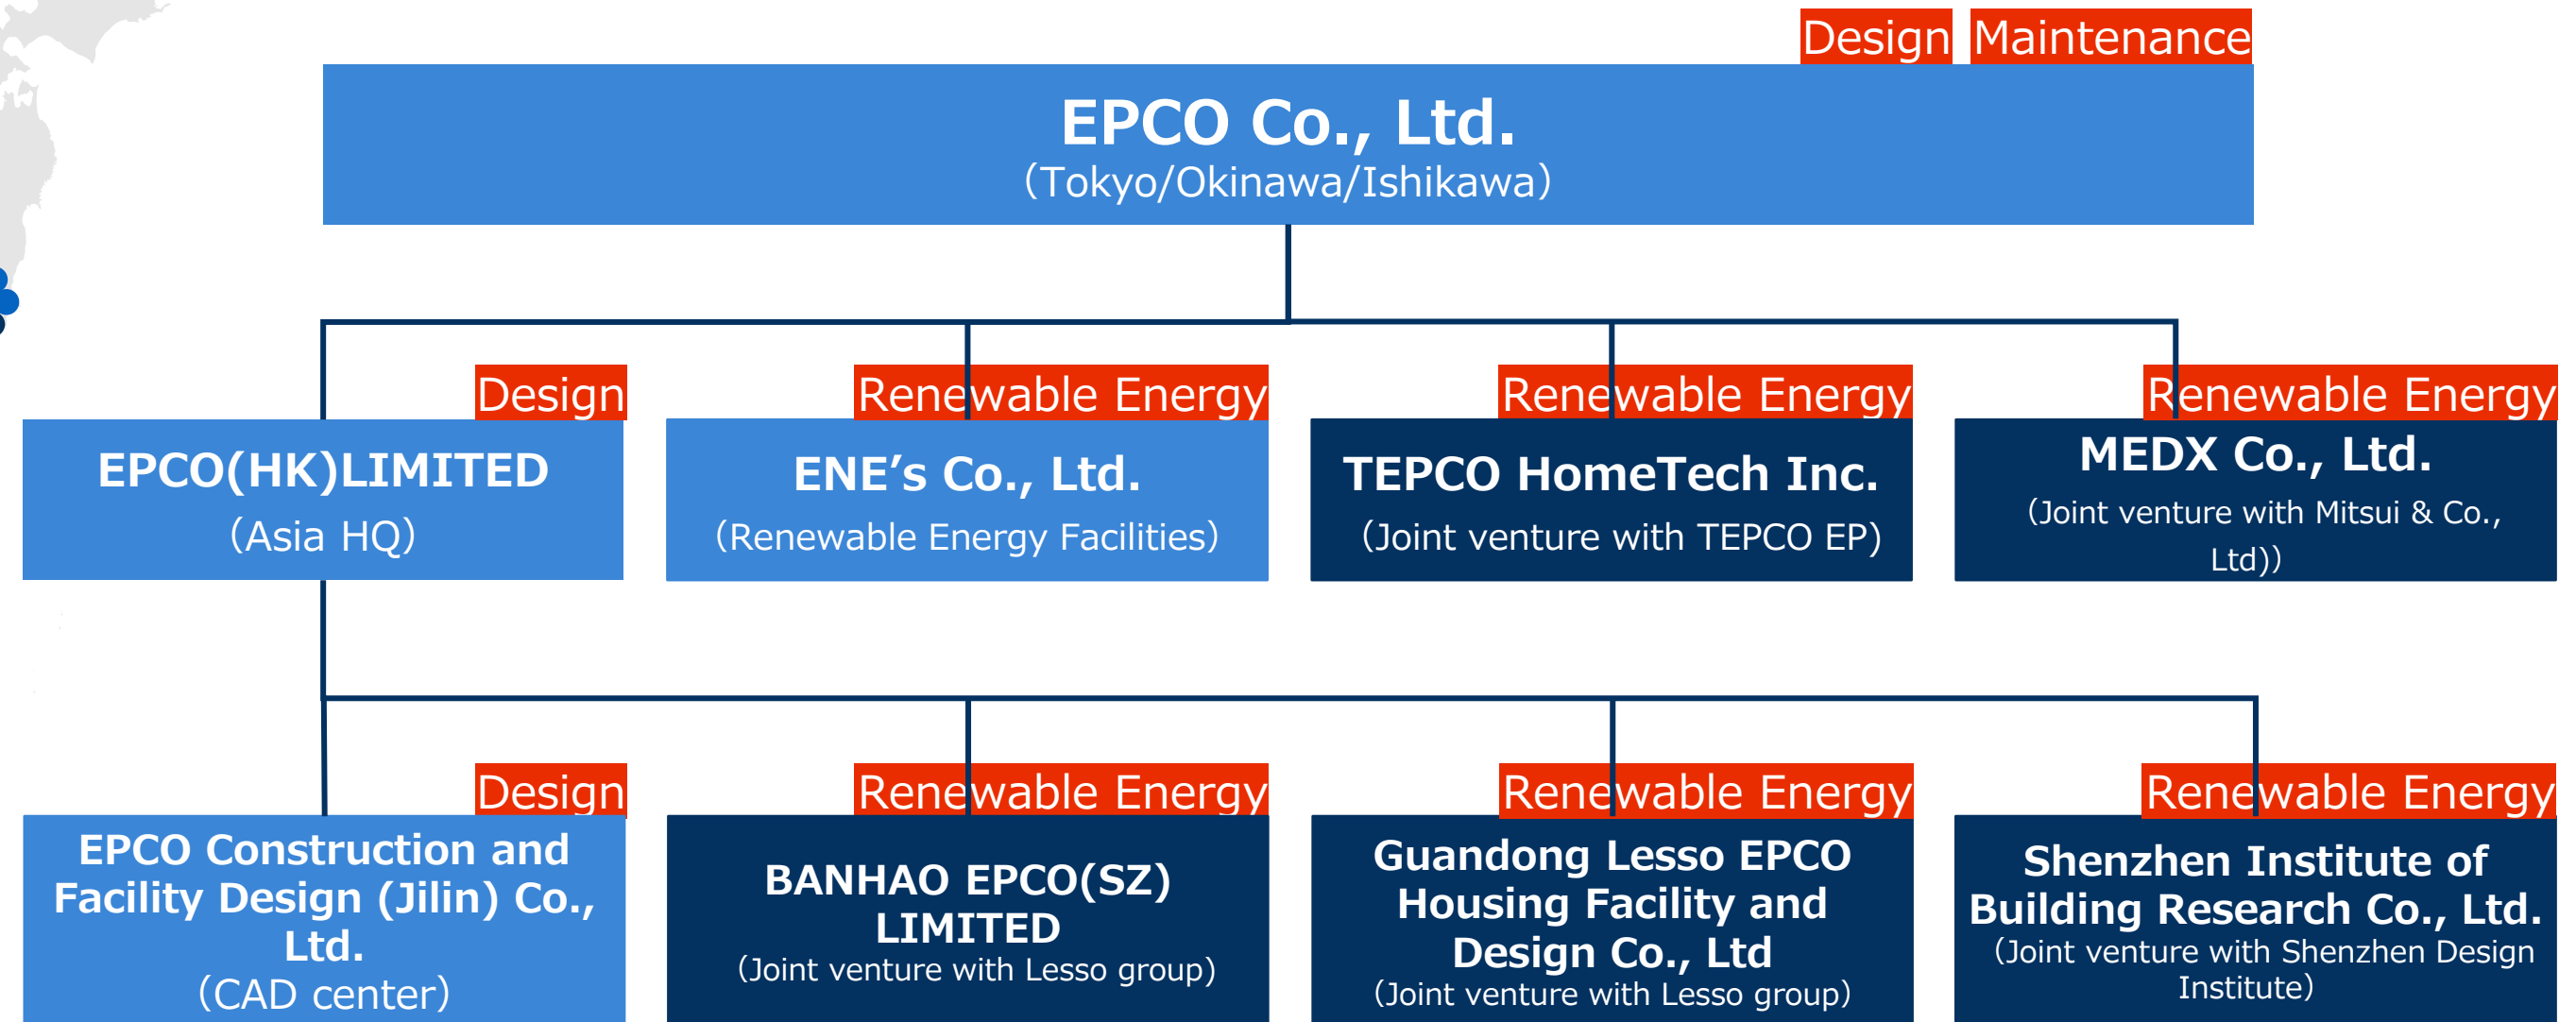 Design Maintenance
EPCO Co., Ltd.
（Tokyo/Okinawa/Ishikawa）
Design
EPCO(HK)LIMITED
（Asia HQ）
Renewable Energy
ENE’s Co., Ltd.
（Renewable Energy Facilities）
Renewable Energy
TEPCO HomeTech Inc.
（Joint venture with TEPCO EP)
Renewable Energy
MEDX Co., Ltd.
（Joint venture with Mitsui & Co.,
Ltd)）
Design
EPCO Construction and
Facility Design (Jilin) Co.,
Ltd.
（CAD center）
Renewable Energy
BANHAO EPCO(SZ)
LIMITED
（Joint venture with Lesso group）
Renewable Energy
Guandong Lesso EPCO
Housing Facility and
Design Co., Ltd
（Joint venture with Lesso group）
Renewable Energy
Shenzhen Institute of
Building Research Co., Ltd.
（Joint venture with Shenzhen Design
Institute）